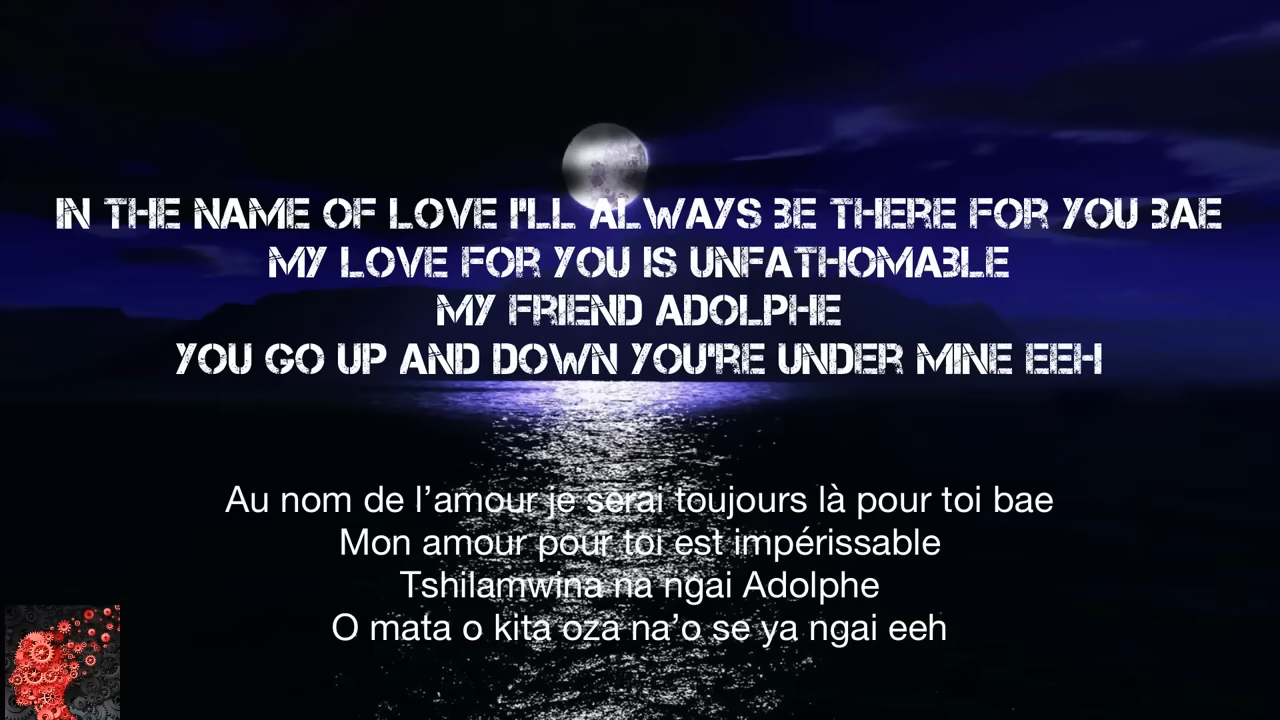 IN THE NAME OF LOVE I'LL ALWAYS BE THERE FOR YOU BAE
MY LOVE FOR YOU IS UNFATHOMABLE
MY FRIEND ADOLPHE
YOU GO UP AND DOWN YOU'RE UNDER MINE EEH
Au nom de l’amour je serai toujours là pour toi bae
Mon amour pour toi est impérissable
Tshilamwina na ngai Adolphe
O mata o kita oza na’o se ya ngai eeh